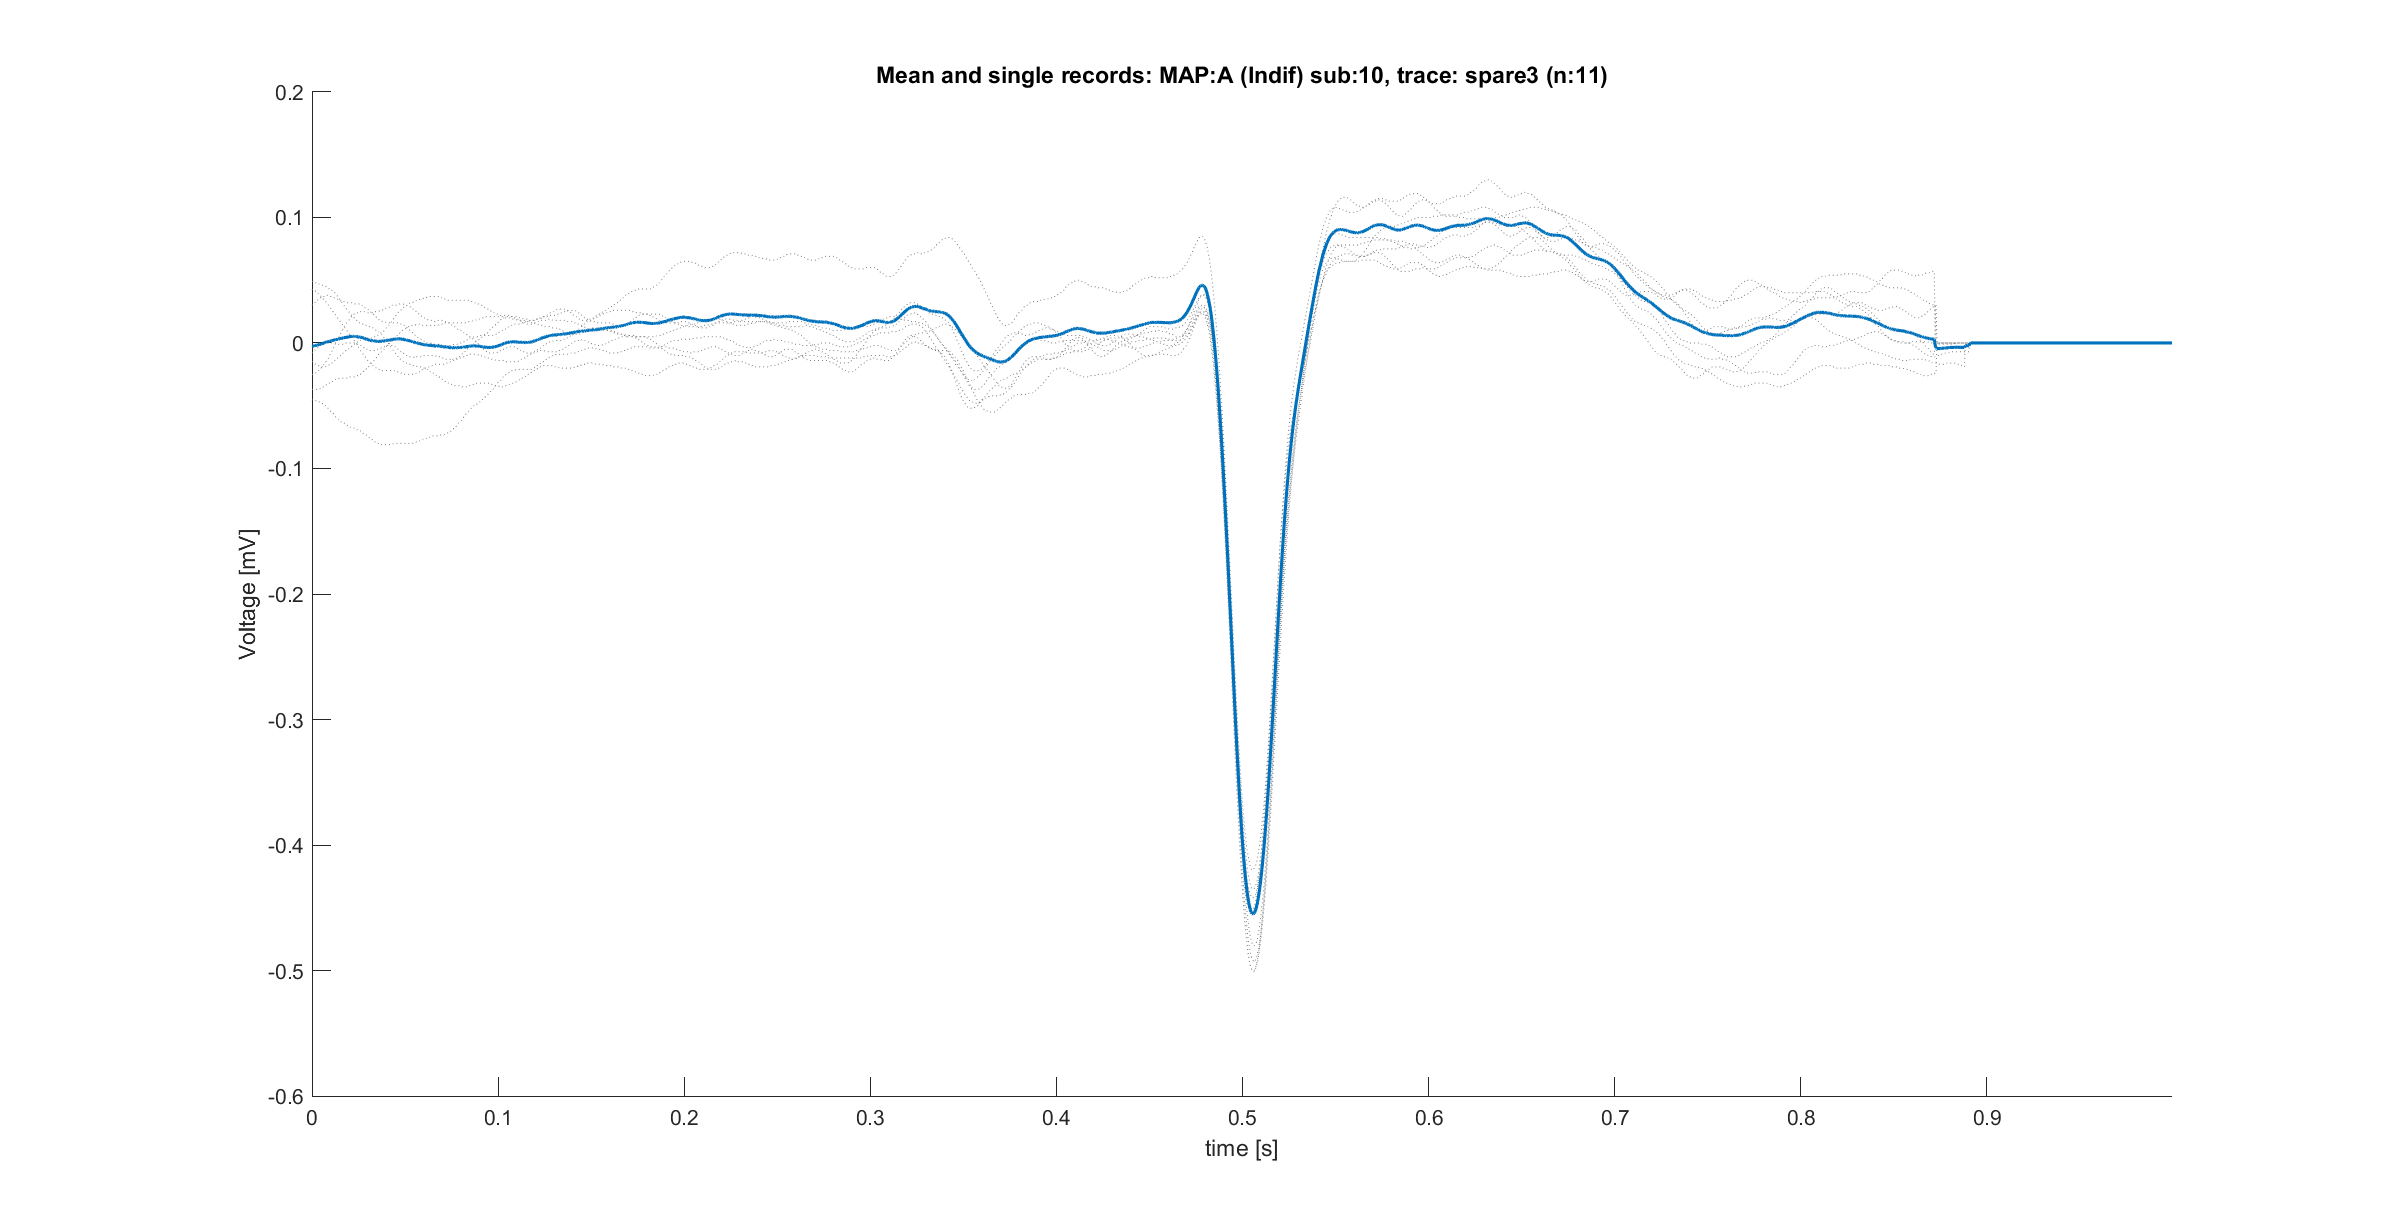 Mean and single records: MAP:A (Indif) sub:10, trace: spare3 (n:11)
0.2
0.1
0
-0.1
-0.2
-0.3
-0.4
-0.5
-0.6
Voltage [mV]
0 0.1 0.2 0.3 0.4 0.5 0.6 0.7 0.8 0.9
time [s]